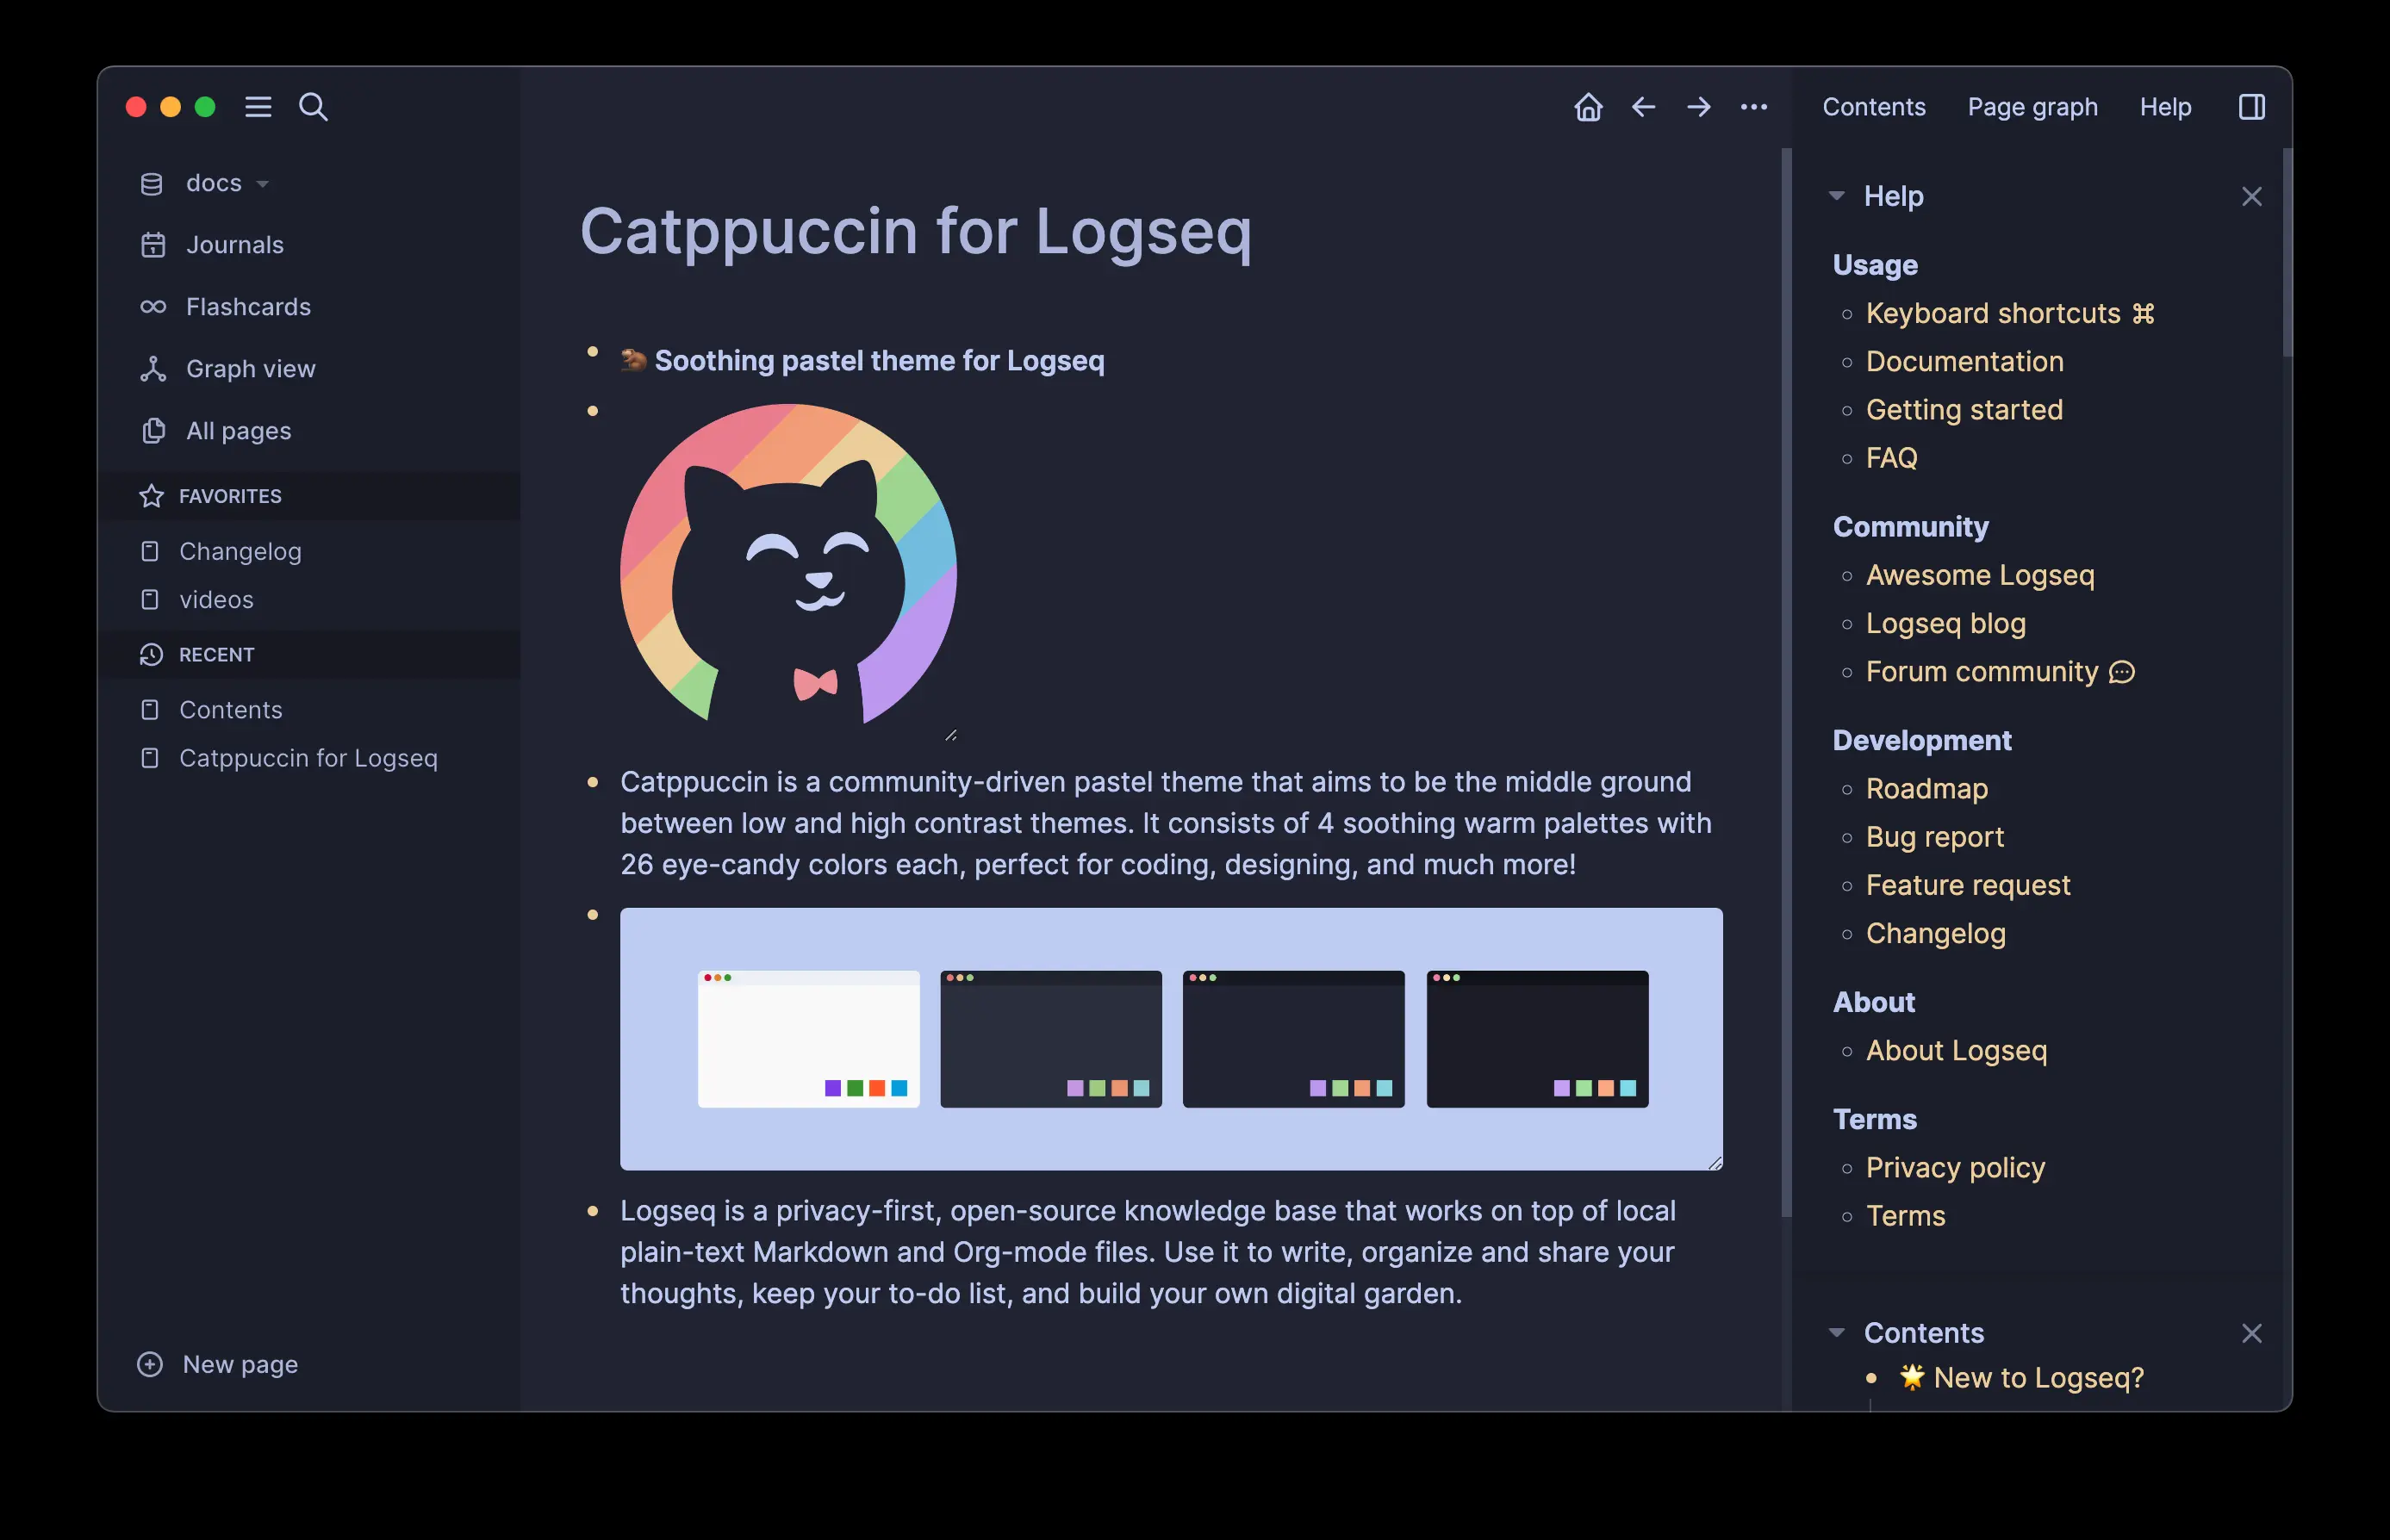 docs
Journals
Flashcards
Graph view
All pages
FAVORITES
Changelog
videos
RECENT
Contents
Catppuccin for Logseq
New page
Catppuccin for Logseq
🦫 Soothing pastel theme for Logseq
Catppuccin is a community-driven pastel theme that aims to be the middle ground
between low and high contrast themes. It consists of 4 soothing warm palettes with
26 eye-candy colors each, perfect for coding, designing, and much more!
Logseq is a privacy-first, open-source knowledge base that works on top of local
plain-text Markdown and Org-mode files. Use it to write, organize and share your
thoughts, keep your to-do list, and build your own digital garden.
Contents Page graph Help
Help
Usage
Keyboard shortcuts ⌘
Documentation
Getting started
FAQ
Community
Awesome Logseq
Logseq blog
Forum community
Development
Roadmap
Bug report
Feature request
Changelog
About
About Logseq
Terms
Privacy policy
Terms
Contents
🌟 New to Logseq?